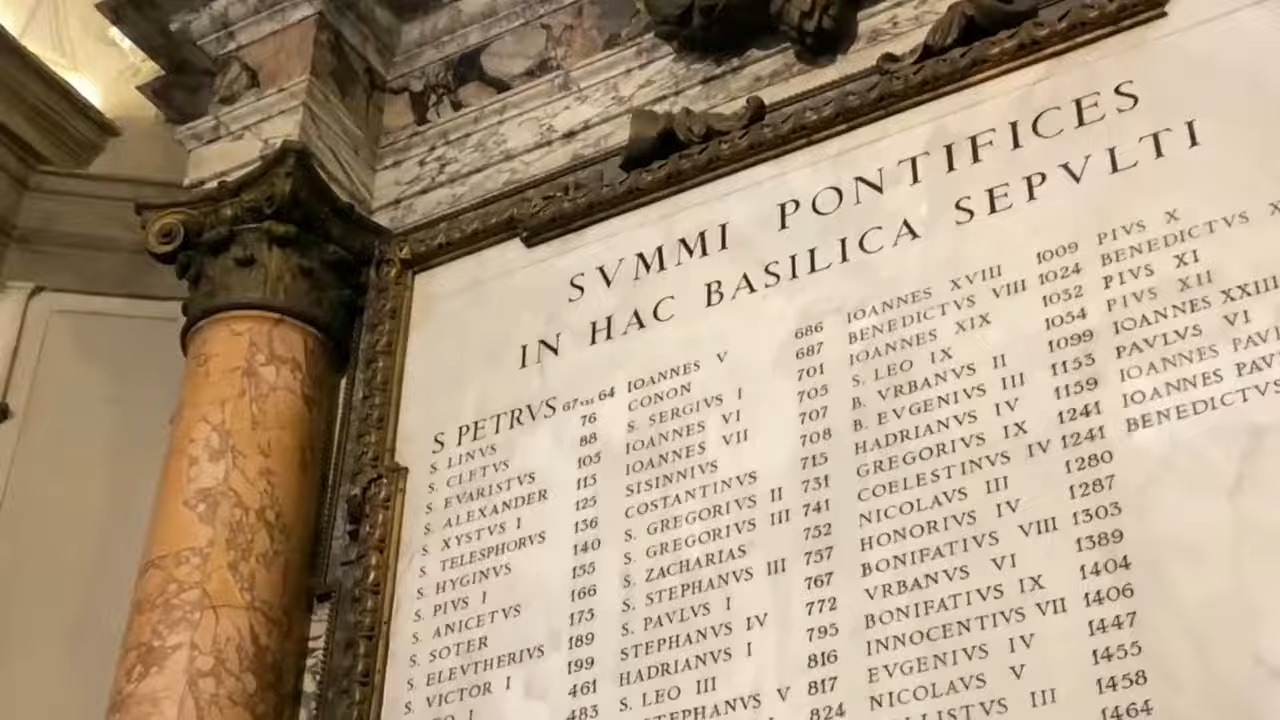 SVMMI PONTIFICES
IN HAC BASILICA SEPVLTI
S. PETRVS 67 vel 64
S. LINVS 76
S. CLETVS 88
S. EVARISTVS 105
S. ALEXANDER 115
S. XYSTVS I 125
S. TELESPHORVS 136
S. HYGINVS 140
S. PIVS I 155
S. ANICETVS 166
S. SOTER 175
S. ELEVTHERIVS 189
S. VICTOR I 199
O I 461
483
IOANNES V 686
CONON 687
S. SERGIVS I 701
IOANNES VI 705
IOANNES VII 707
SISINNIVS 708
COSTANTINVS 715
S. GREGORIVS II 731
S. GREGORIVS III 741
S. ZACHARIAS 752
S. STEPHANVS III 757
S. PAVLVS I 767
STEPHANVS IV 772
HADRIANVS I 795
S. LEO III 816
TEPHANVS V 817
824
IOANNES XVIII 1009
BENEDICTVS VIII 1024
IOANNES XIX 1032
S. LEO IX 1054
B. VRBANVS II 1099
B. EVGENIVS III 1153
HADRIANVS IV 1159
GREGORIVS IX 1241
COELESTINVS IV 1241
NICOLAVS III 1280
HONORIVS IV 1287
BONIFATIVS VIII 1303
VRBANVS VI 1389
BONIFATIVS IX 1404
INNOCENTIVS VII 1406
EVGENIVS IV 1447
NICOLAVS V 1455
LLISTVS III 1458
1464
PIVS X
BENEDICTVS X
PIVS XI
PIVS XII
IOANNES XXIII
PAVLVS VI
IOANNES PAVL
IOANNES PAV
BENEDICTVS